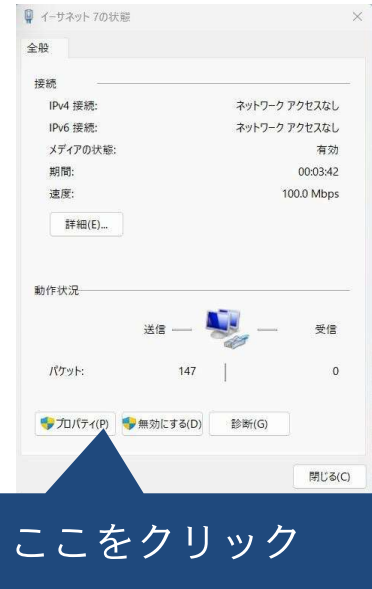 イーサネット 7の状態
全般
接続
IPv4 接続: ネットワーク アクセスなし
IPv6 接続: ネットワーク アクセスなし
メディアの状態: 有効
期間: 00:03:42
速度: 100.0 Mbps
詳細(E)...
動作状況
送信 — 受信
パケット: 147 | 0
プロパティ(P) 無効にする(D) 診断(G)
閉じる(C)
ここをクリック